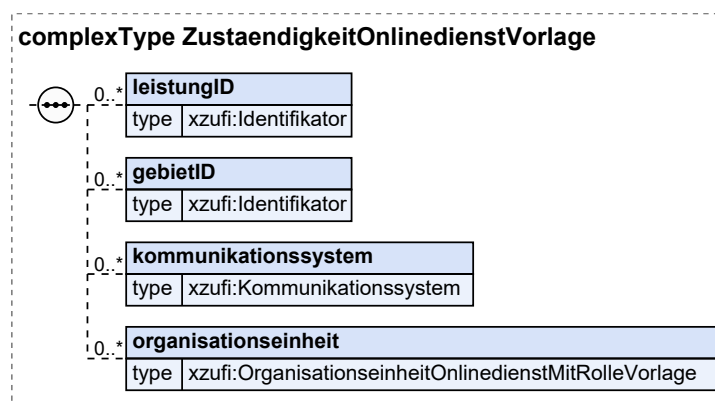 complexType ZustaendigkeitOnlinedienstVorlage
0..* leistungID
type xzufi:Identifikator
0..* gebietID
type xzufi:Identifikator
0..* kommunikationssystem
type xzufi:Kommunikationssystem
0..* organisationseinheit
type xzufi:OrganisationseinheitOnlinedienstMitRolleVorlage